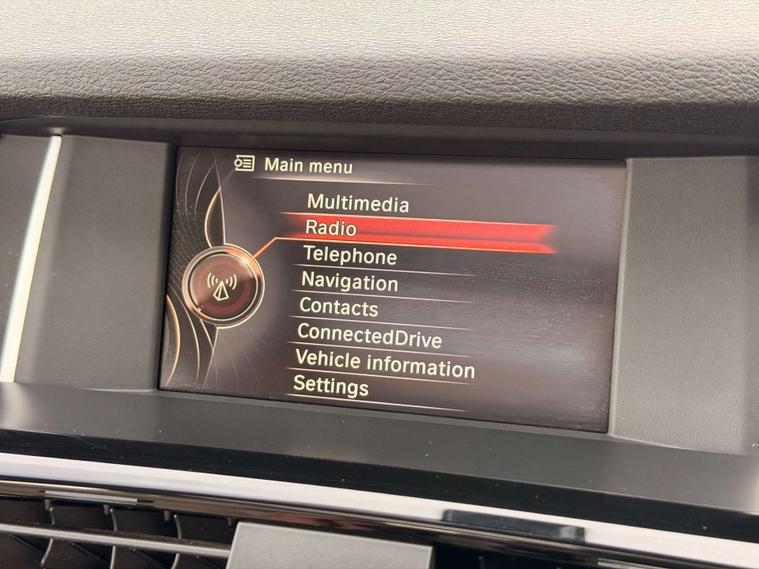 Main menu
Multimedia
Radio
Telephone
Navigation
Contacts
ConnectedDrive
Vehicle information
Settings